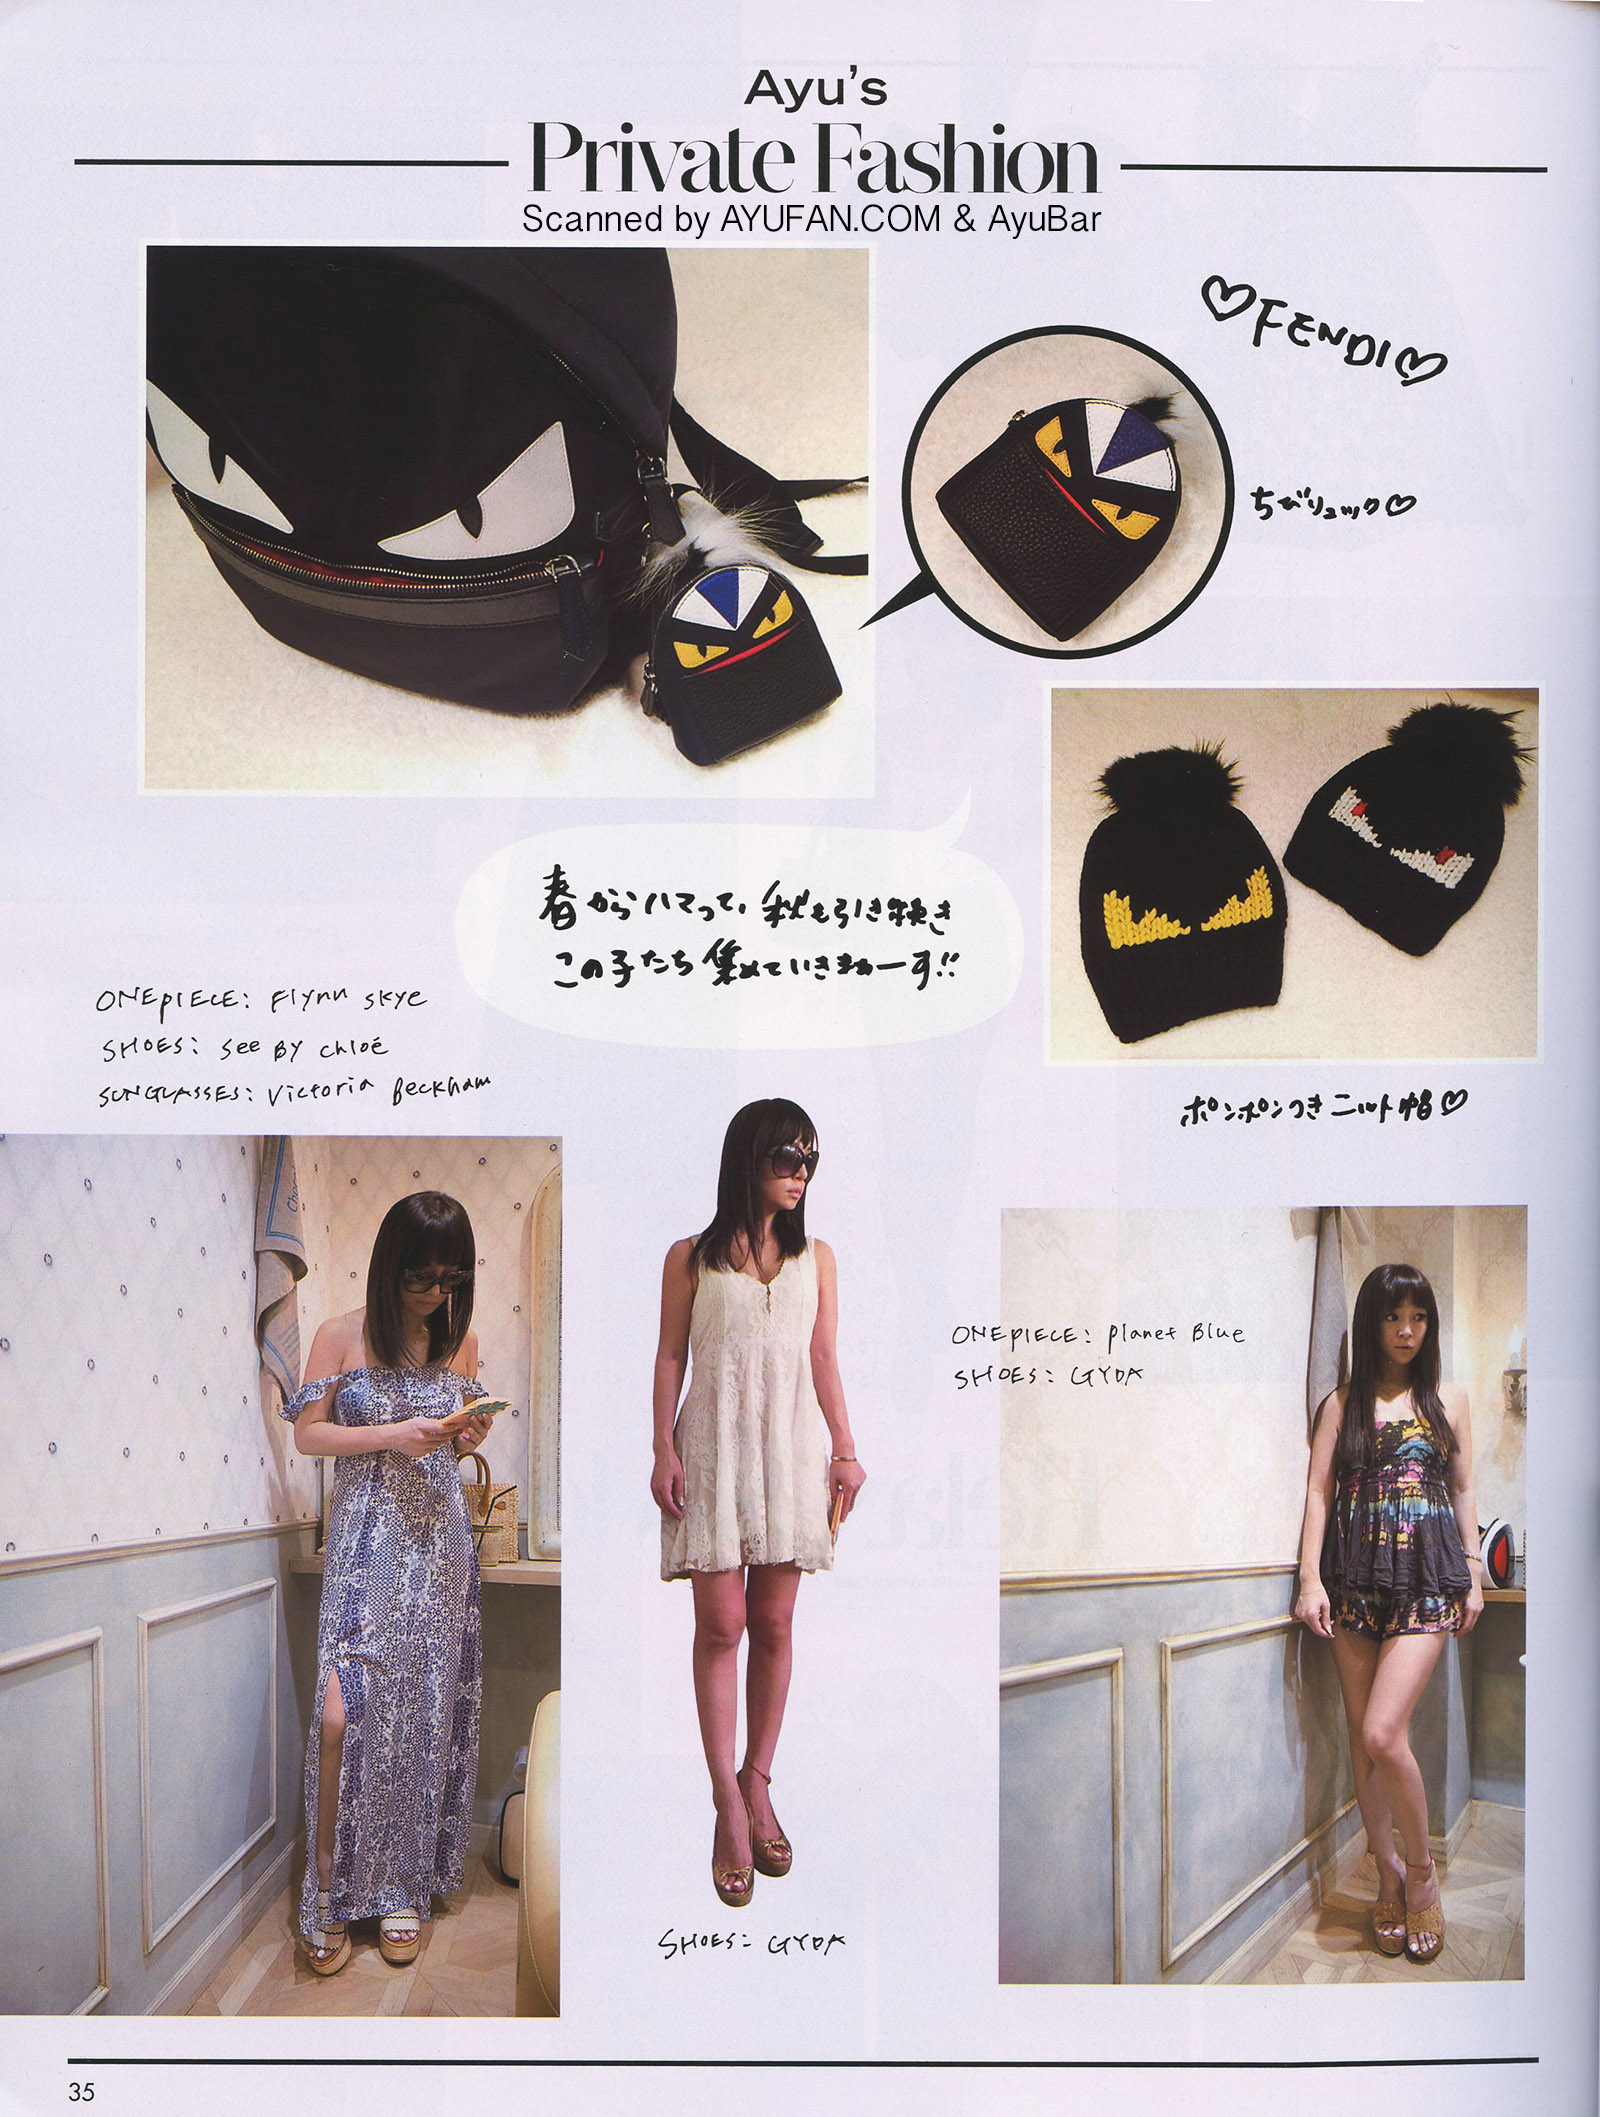 Ayu's
Private Fashion
Scanned by AYUFAN.COM & AyuBar
♡FENDI♡
ちびリュック♡
春からハマって、秋も引き続き
この子たち集めていきまぁーす!!
ポンポンつきニット帽♡
ONEPIECE: Flynn SKYE
SHOES: See BY Chloé
SUNGLASSES: Victoria Beckham
ONEPIECE: Planet Blue
SHOES: GYDA
SHOES: GYDA
35